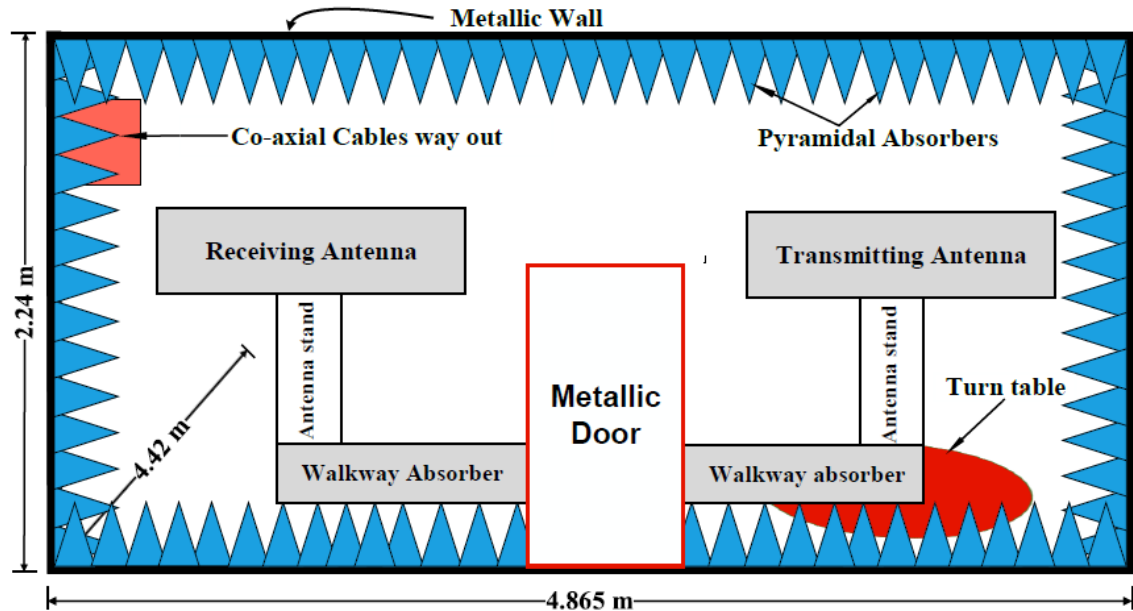 Metallic Wall
Co-axial Cables way out
Pyramidal Absorbers
2.24 m
Receiving Antenna
Transmitting Antenna
Antenna stand
Antenna stand
Metallic
Door
Turn table
4.42 m
Walkway Absorber
Walkway absorber
4.865 m